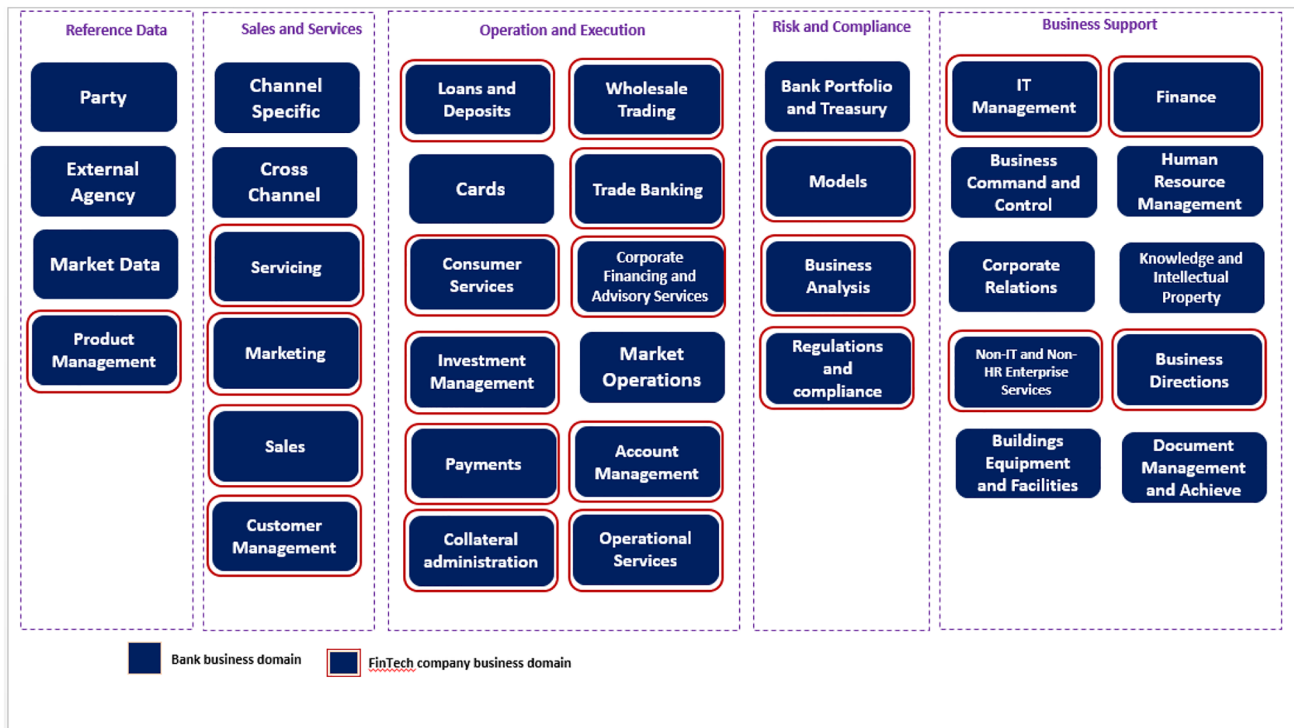 Reference Data
Party
External
Agency
Market Data
Product
Management
Sales and Services
Channel
Specific
Cross
Channel
Servicing
Marketing
Sales
Customer
Management
Operation and Execution
Loans and
Deposits
Wholesale
Trading
Cards
Trade Banking
Consumer
Services
Corporate
Financing and
Advisory Services
Investment
Management
Market
Operations
Payments
Account
Management
Collateral
administration
Operational
Services
Risk and Compliance
Bank Portfolio
and Treasury
Models
Business
Analysis
Regulations
and
compliance
Business Support
IT
Management
Finance
Business
Command and
Control
Human
Resource
Management
Corporate
Relations
Knowledge and
Intellectual
Property
Non-IT and Non-
HR Enterprise
Services
Business
Directions
Buildings
Equipment
and Facilities
Document
Management
and Achieve
Bank business domain
FinTech company business domain